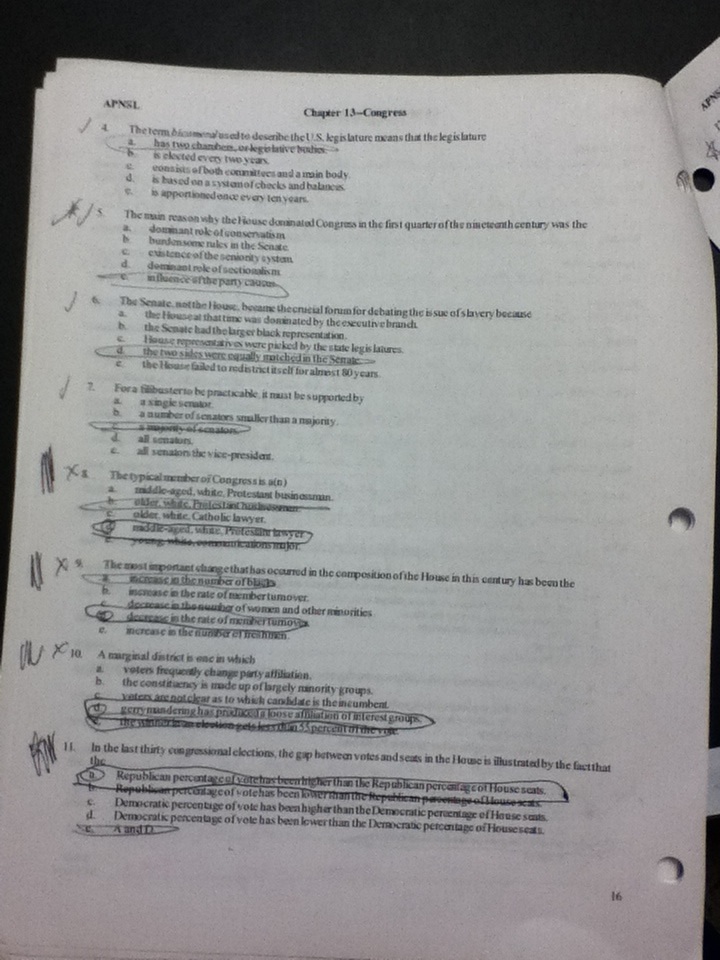 APNSL
Chapter 13--Congress
4. The term bicameral used to describe the U.S. legislature means that the legislature
a. has two chambers, or legislative bodies.
b. is elected every two years.
c. consists of both committees and a main body.
d. is based on a system of checks and balances.
e. is apportioned once every ten years.
5. The main reason why the House dominated Congress in the first quarter of the nineteenth century was the
a. dominant role of conservatism.
b. burdensome rules in the Senate.
c. existence of the seniority system.
d. dominant role of sectionalism.
e. influence of the party caucus.
6. The Senate, not the House, became the crucial forum for debating the issue of slavery because
a. the House at that time was dominated by the executive branch.
b. the Senate had the larger black representation.
c. House representatives were picked by the state legislatures.
d. the two sides were equally matched in the Senate.
e. the House failed to redistrict itself for almost 80 years.
7. For a filibuster to be practicable, it must be supported by
a. a single senator.
b. a number of senators smaller than a majority.
c. a majority of senators.
d. all senators.
e. all senators the vice-president.
X 8. The typical member of Congress is a(n)
a. middle-aged, white, Protestant businessman.
b. older, white, Protestant businessman.
c. older, white, Catholic lawyer.
d. middle-aged, white, Protestant lawyer.
e. young, white, communications major.
X 9. The most important change that has occurred in the composition of the House in this century has been the
a. increase in the number of blacks.
b. increase in the rate of member turnover.
c. decrease in the number of women and other minorities.
d. decrease in the rate of member turnover.
e. increase in the number of freshmen.
X 10. A marginal district is one in which
a. voters frequently change party affiliation.
b. the constituency is made up of largely minority groups.
c. voters are not clear as to which candidate is the incumbent.
d. gerrymandering has produced a loose affiliation of interest groups.
e. the winner in an election gets less than 55 percent of the vote.
11. In the last thirty congressional elections, the gap between votes and seats in the House is illustrated by the fact that
the
a. Republican percentage of vote has been higher than the Republican percentage of House seats.
b. Republican percentage of vote has been lower than the Republican percentage of House seats.
c. Democratic percentage of vote has been higher than the Democratic percentage of House seats.
d. Democratic percentage of vote has been lower than the Democratic percentage of House seats.
e. A and D
16